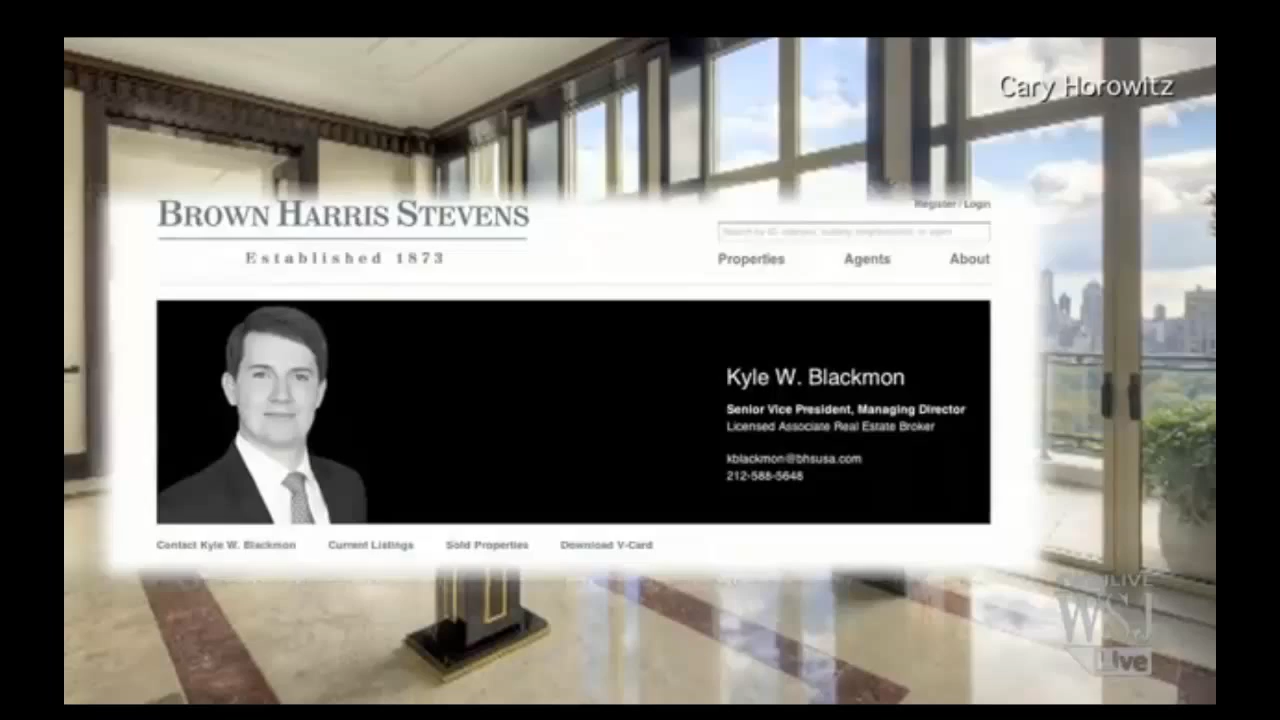 Cary Horowitz
BROWN HARRIS STEVENS
Established 1873
Register / Login
Properties Agents About
Kyle W. Blackmon
Senior Vice President, Managing Director
Licensed Associate Real Estate Broker
kblackmon@bhsusa.com
212-588-5648
Contact Kyle W. Blackmon Current Listings Sold Properties Download V-Card
WSJ
Live